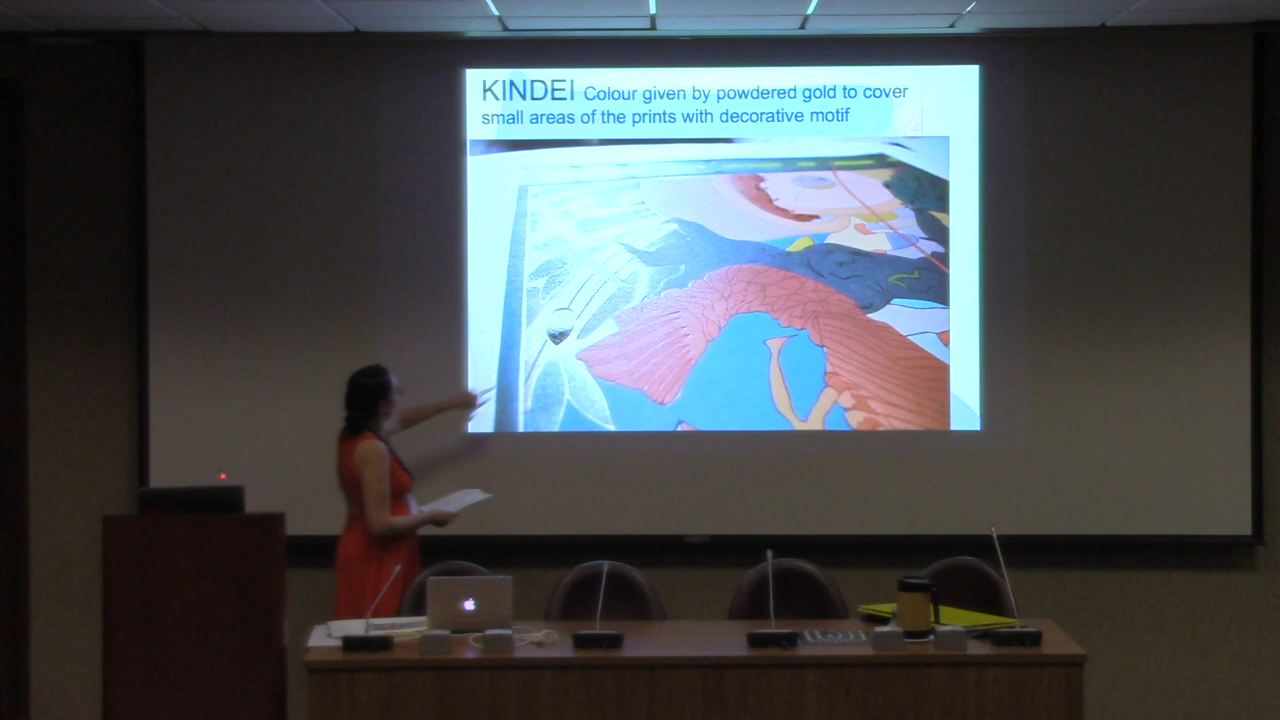 KINDEI Colour given by powdered gold to cover
small areas of the prints with decorative motif